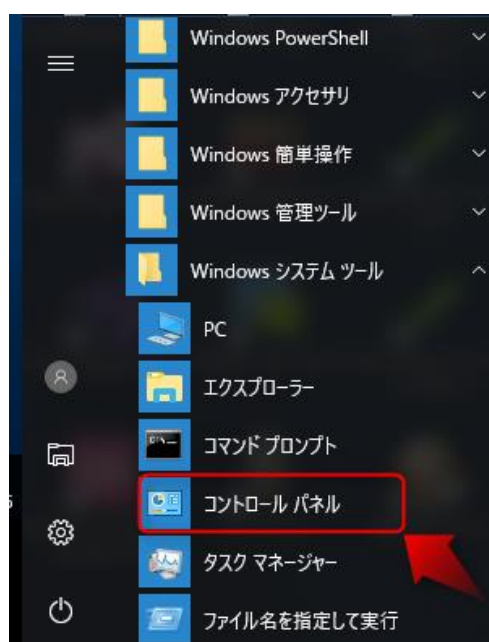 Windows PowerShell
Windows アクセサリ
Windows 簡単操作
Windows 管理ツール
Windows システム ツール
PC
エクスプローラー
コマンド プロンプト
コントロール パネル
タスク マネージャー
ファイル名を指定して実行